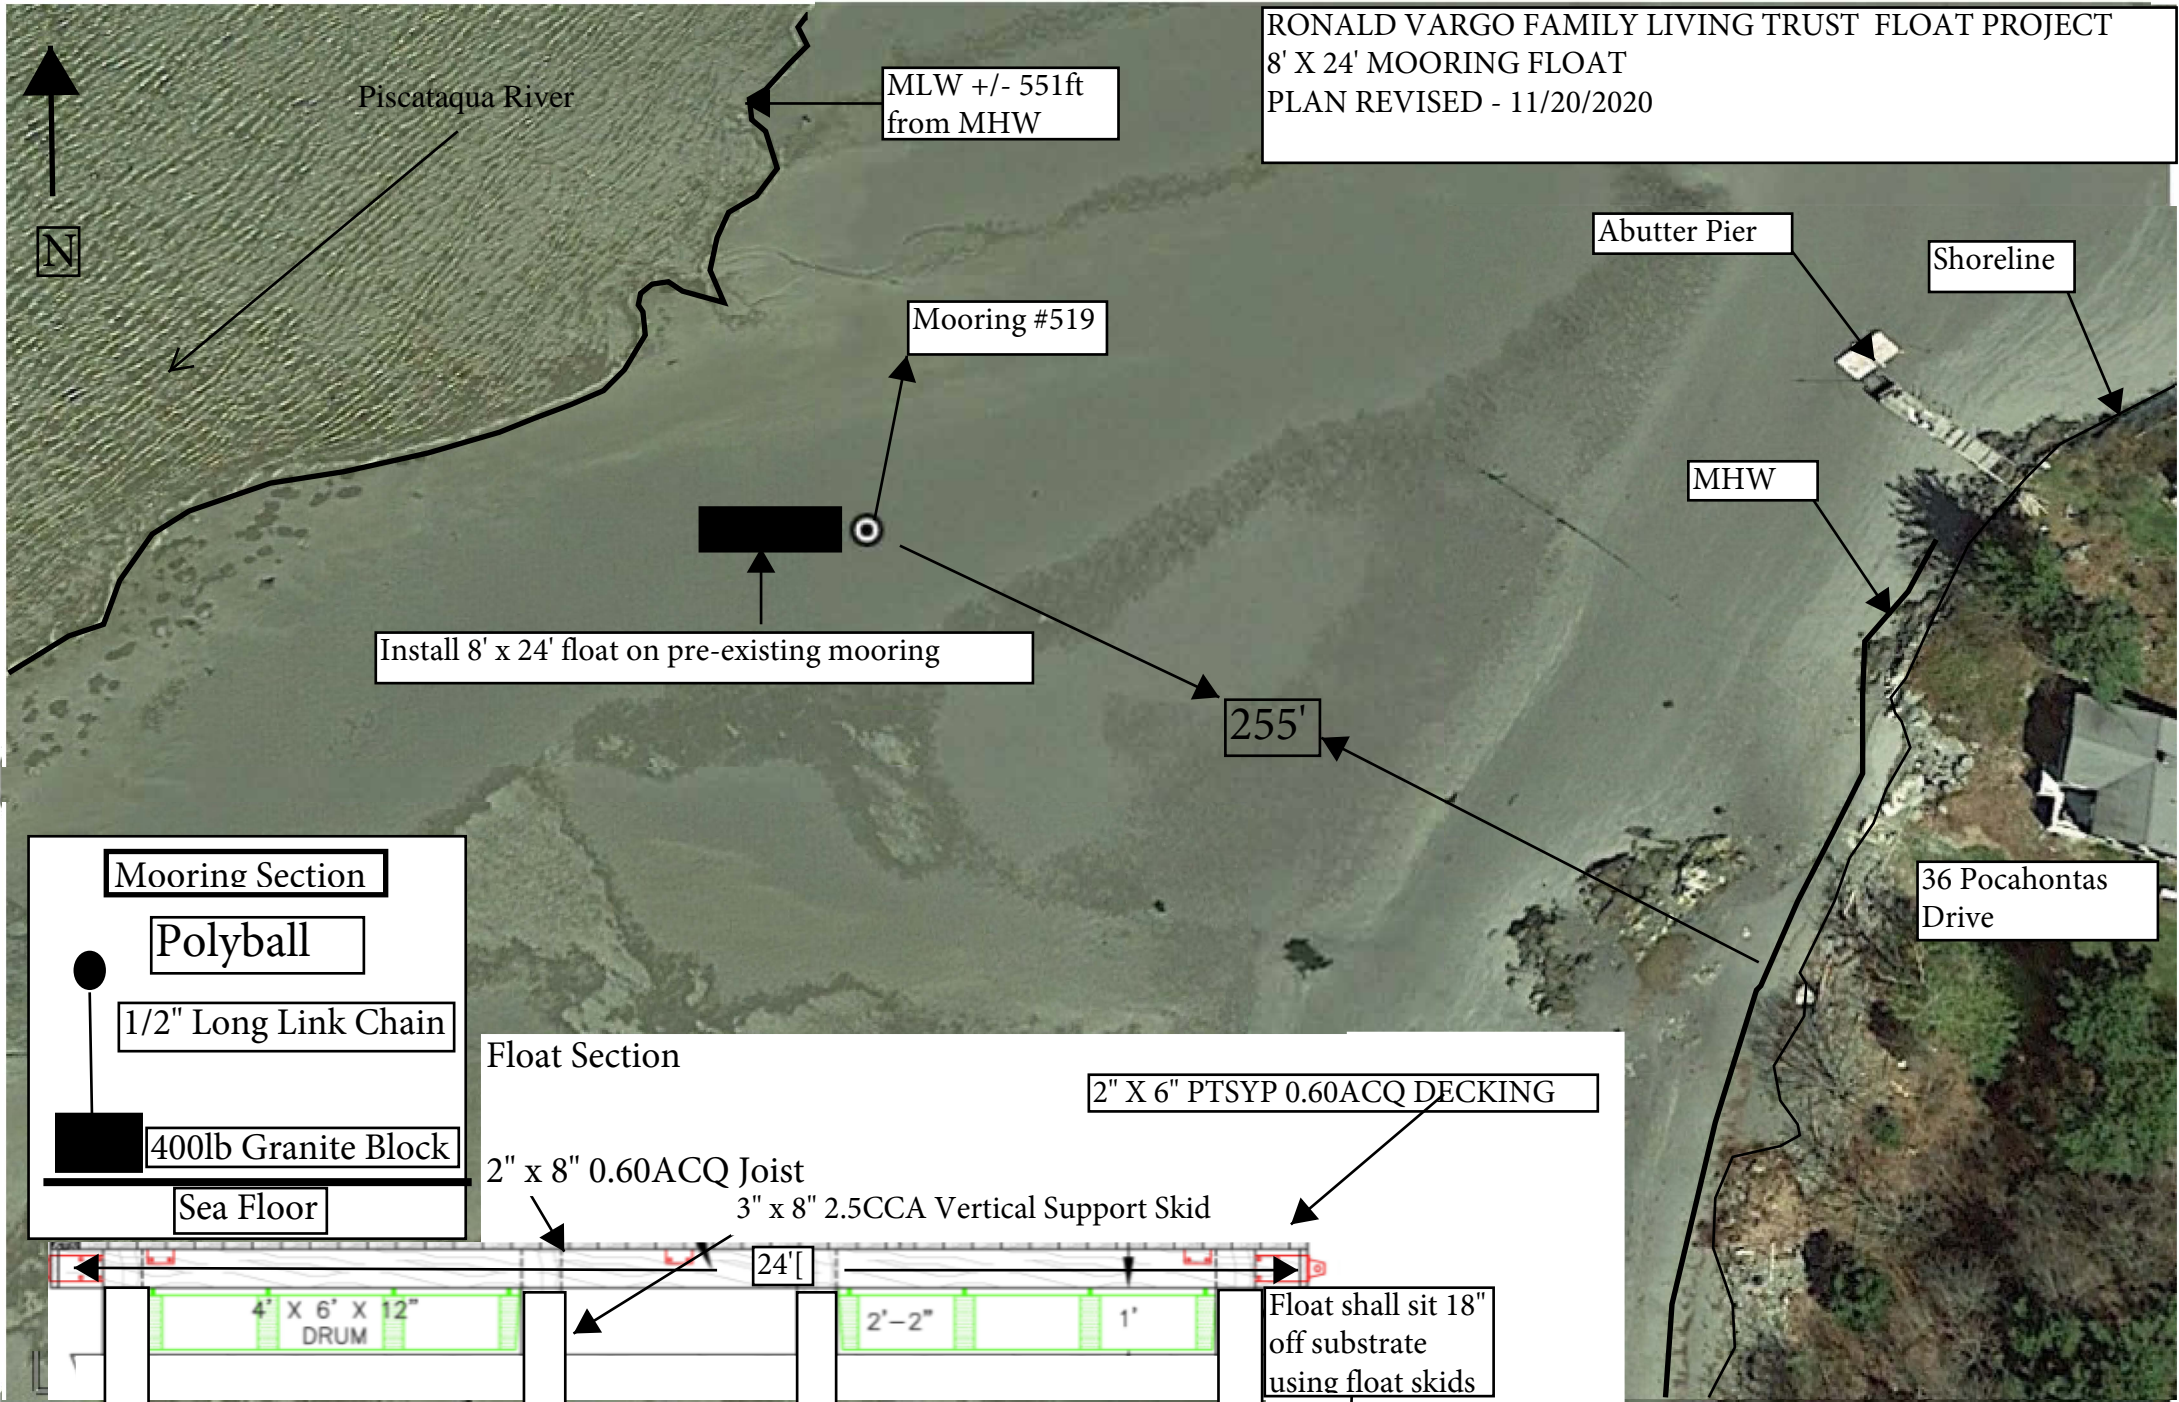 RONALD VARGO FAMILY LIVING TRUST FLOAT PROJECT
8' X 24' MOORING FLOAT
PLAN REVISED - 11/20/2020
Piscataqua River
MLW +/- 551ft
from MHW
N
Abutter Pier
Shoreline
Mooring #519
MHW
Install 8' x 24' float on pre-existing mooring
255'
36 Pocahontas
Drive
Mooring Section
Polyball
1/2" Long Link Chain
400lb Granite Block
Sea Floor
Float Section
2" X 6" PTSYP 0.60ACQ DECKING
2" x 8" 0.60ACQ Joist
3" x 8" 2.5CCA Vertical Support Skid
24'[
4' X 6' X 12"
DRUM
2'-2"
1'
Float shall sit 18"
off substrate
using float skids